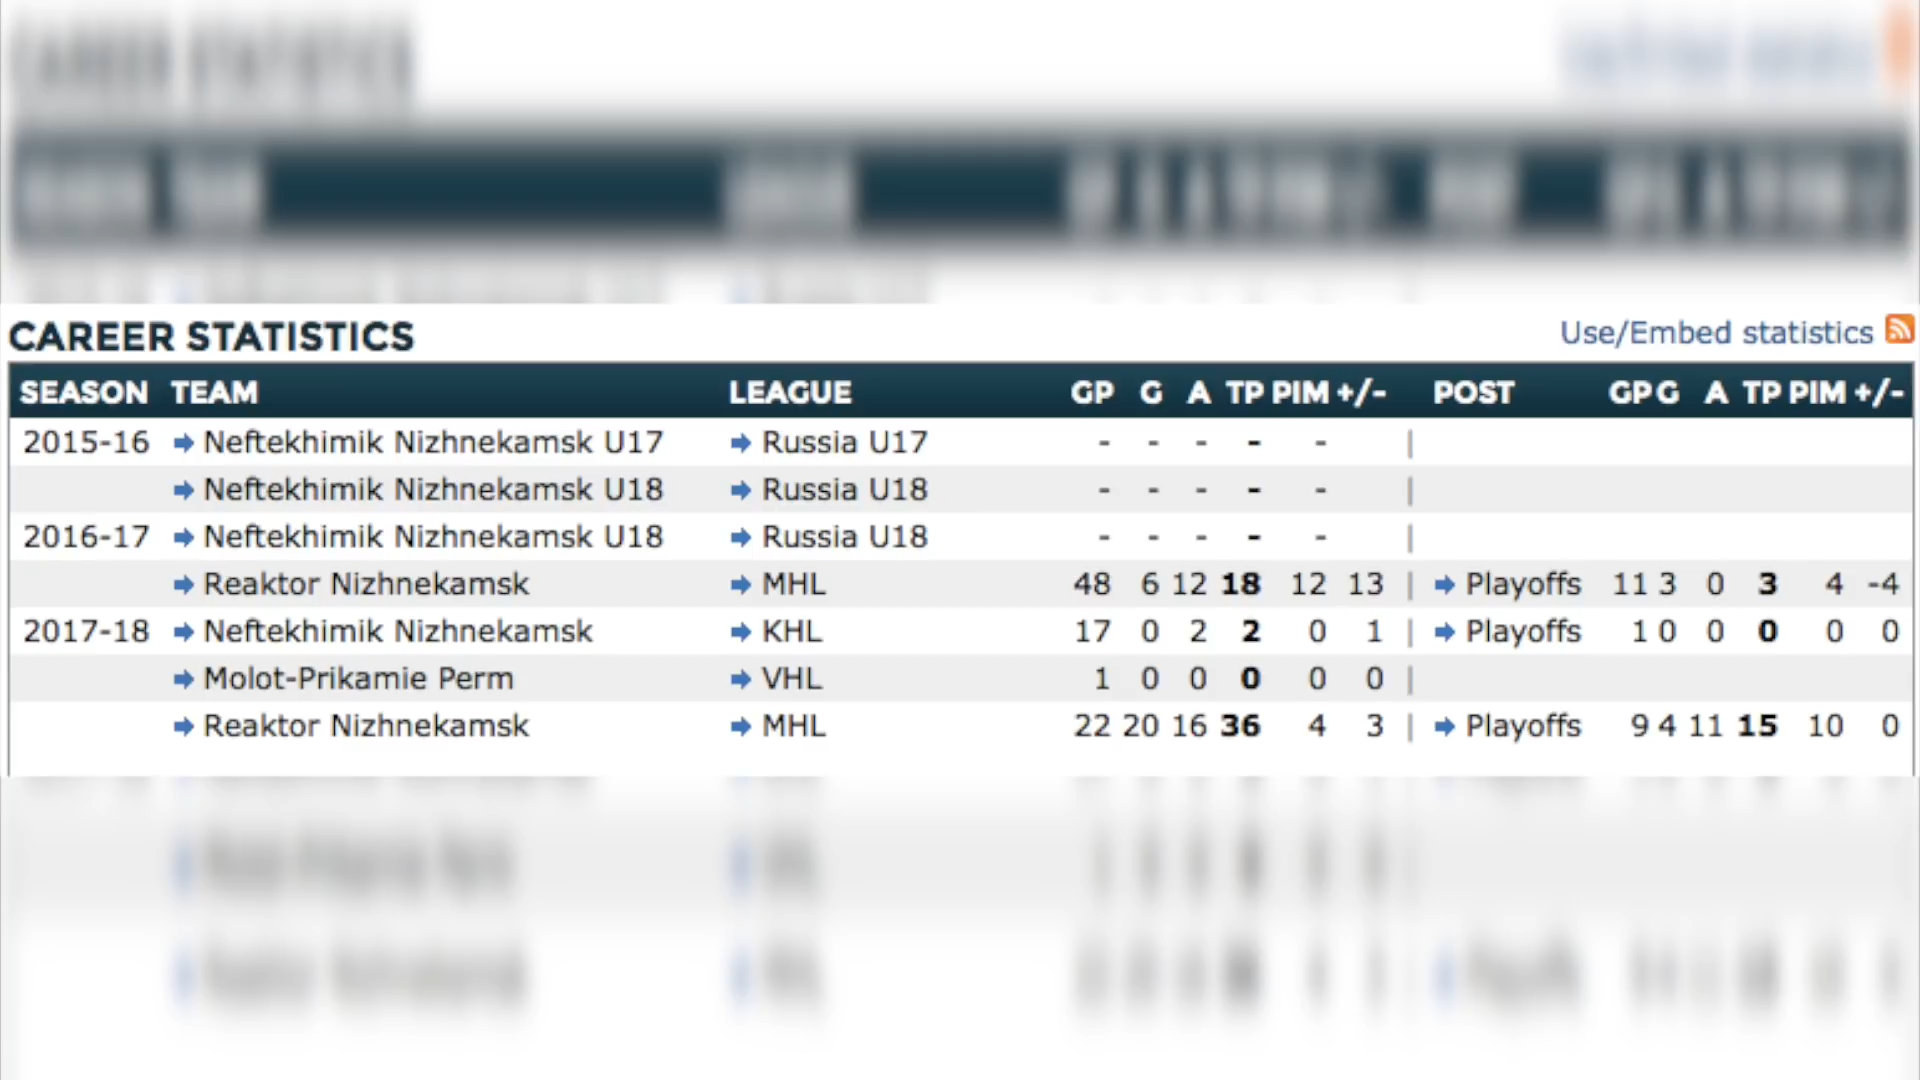 CAREER STATISTICS Use/Embed statistics
SEASON TEAM LEAGUE GP G A TP PIM +/- POST GP G A TP PIM +/-
2015-16 Neftekhimik Nizhnekamsk U17 Russia U17 - - - - - |
Neftekhimik Nizhnekamsk U18 Russia U18 - - - - - |
2016-17 Neftekhimik Nizhnekamsk U18 Russia U18 - - - - - |
Reaktor Nizhnekamsk MHL 48 6 12 18 12 13 | Playoffs 11 3 0 3 4 -4
2017-18 Neftekhimik Nizhnekamsk KHL 17 0 2 2 0 1 | Playoffs 1 0 0 0 0 0
Molot-Prikamie Perm VHL 1 0 0 0 0 0 |
Reaktor Nizhnekamsk MHL 22 20 16 36 4 3 | Playoffs 9 4 11 15 10 0